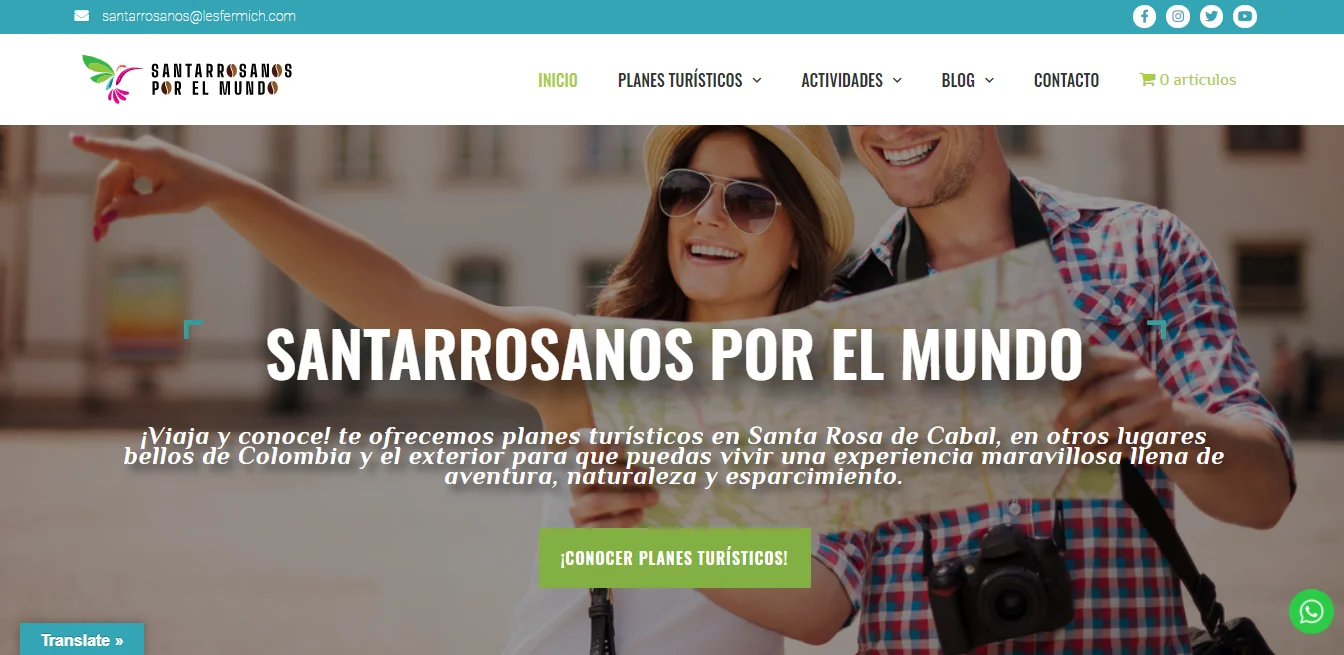 santarrosanos@lesfermich.com
SANTARROSANOS
POR EL MUNDO
INICIO
PLANES TURÍSTICOS
ACTIVIDADES
BLOG
CONTACTO
0 artículos
SANTARROSANOS POR EL MUNDO
¡Viaja y conoce! te ofrecemos planes turísticos en Santa Rosa de Cabal, en otros lugares
bellos de Colombia y el exterior para que puedas vivir una experiencia maravillosa llena de
aventura, naturaleza y esparcimiento.
¡CONOCER PLANES TURÍSTICOS!
Translate »